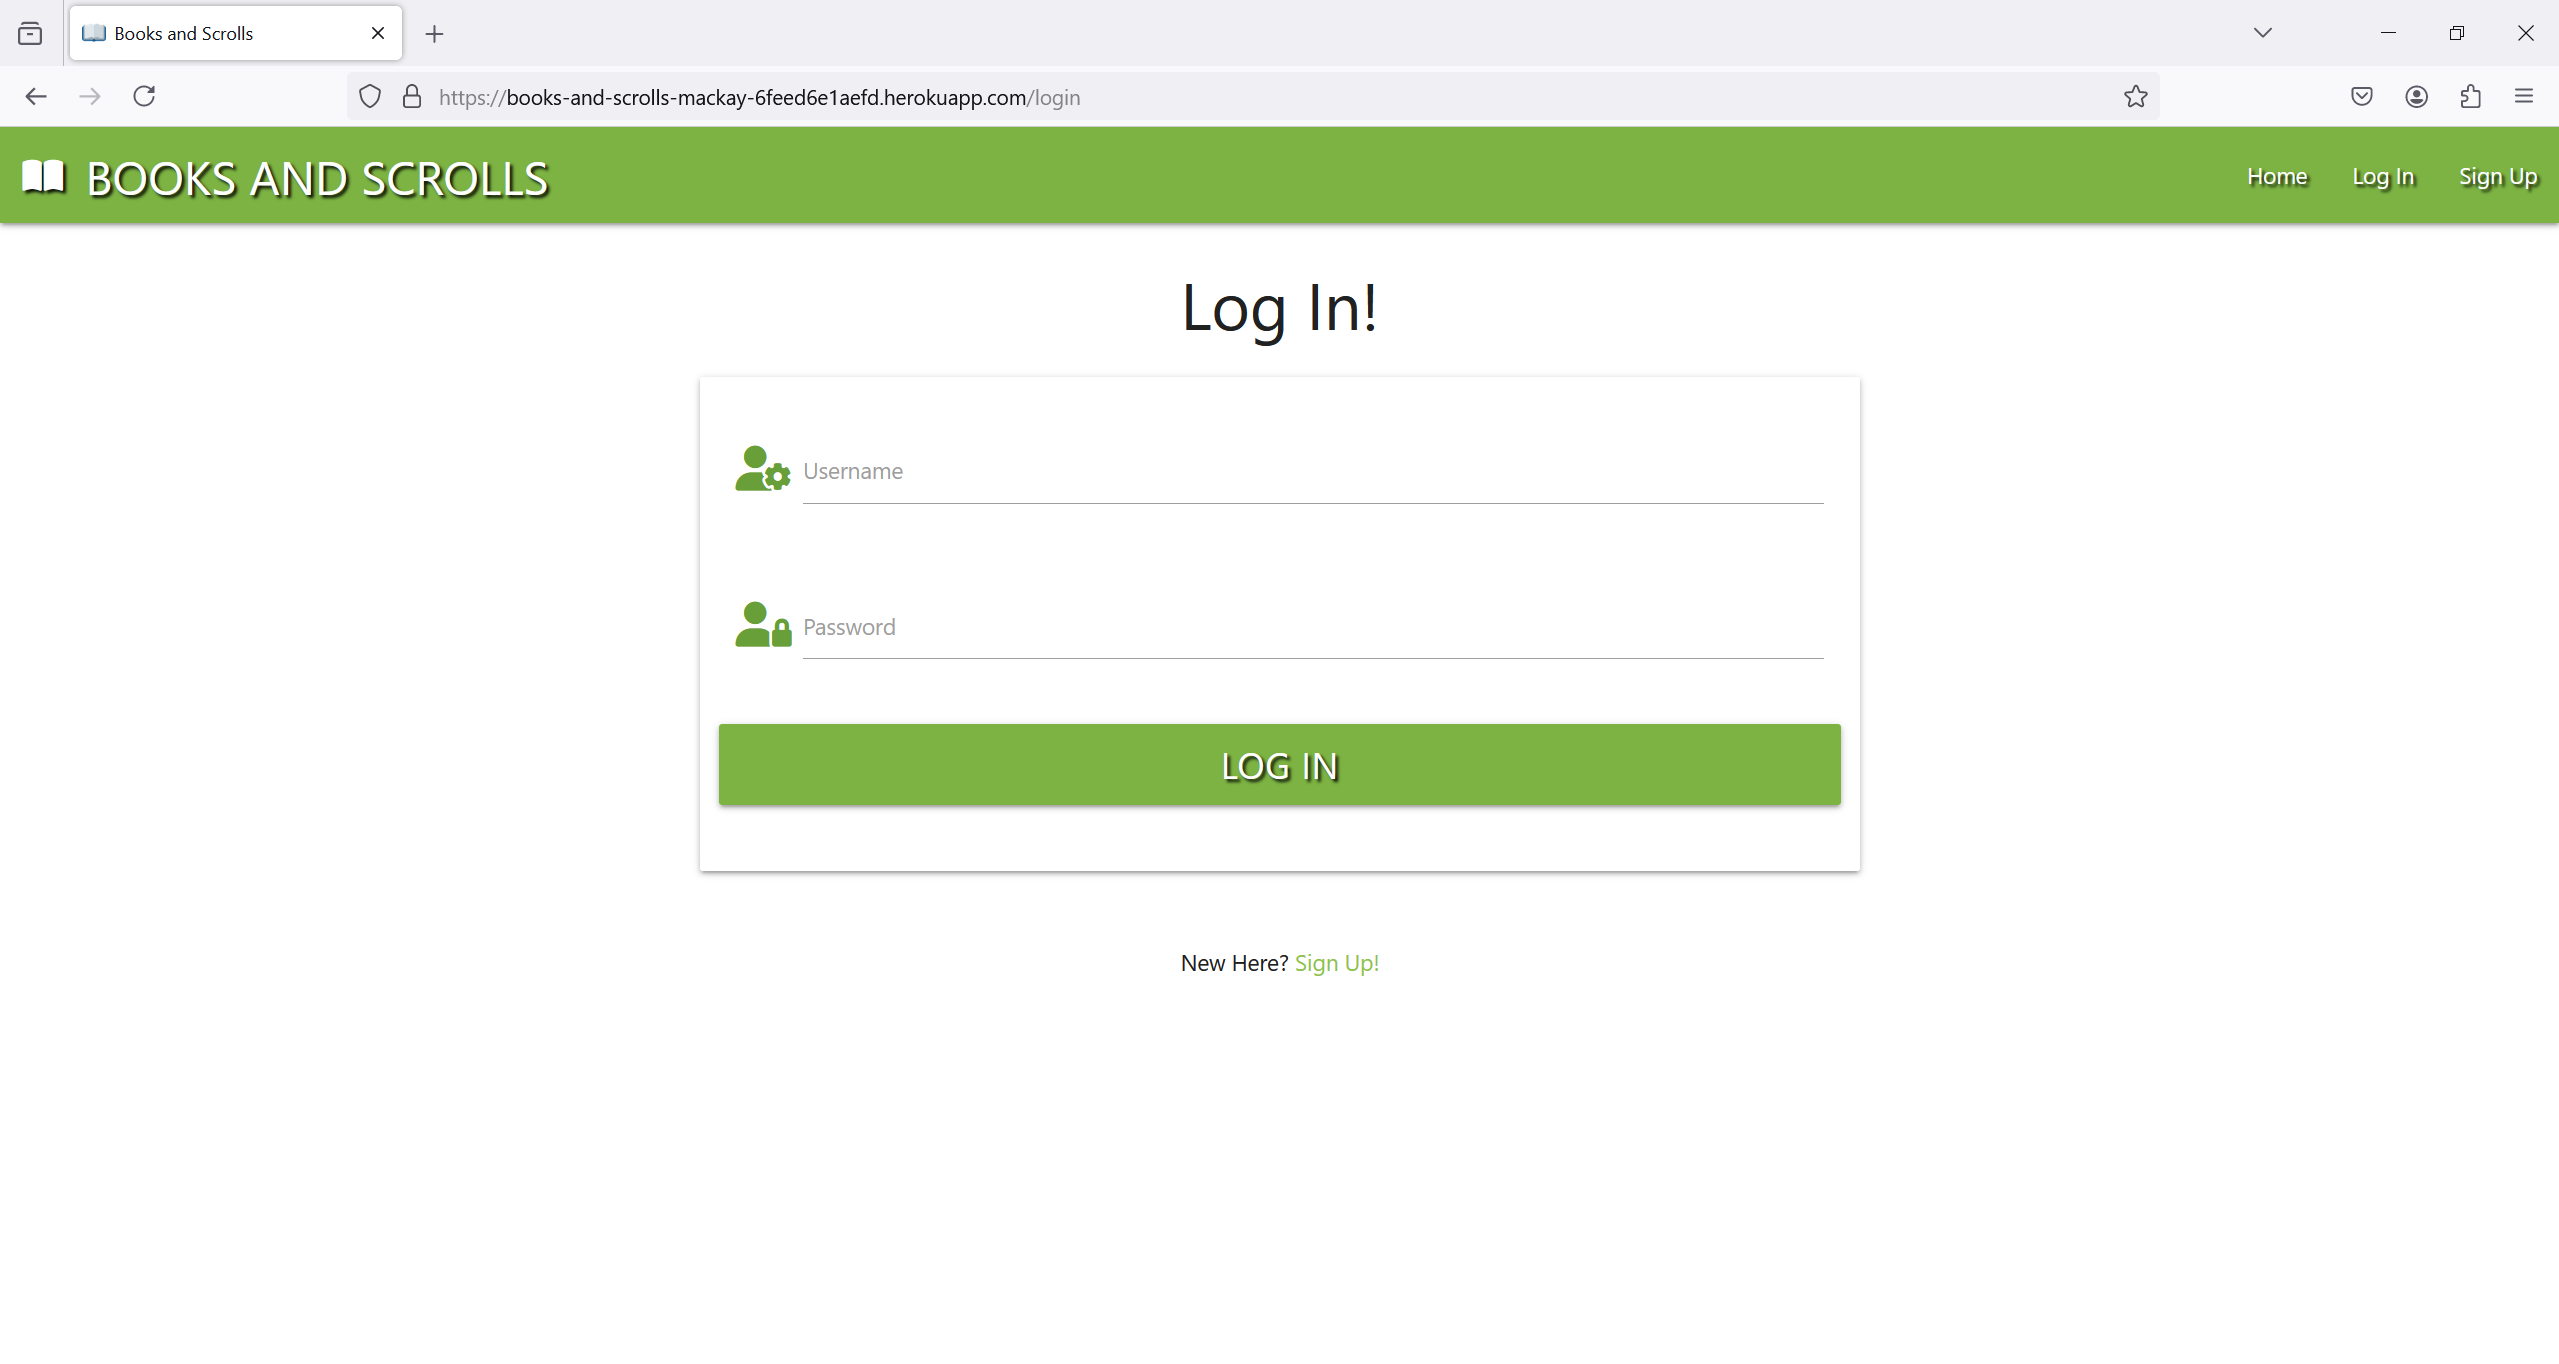 Books and Scrolls
https://books-and-scrolls-mackay-6feed6e1aefd.herokuapp.com/login
BOOKS AND SCROLLS
Home
Log In
Sign Up
Log In!
Username
Password
LOG IN
New Here? Sign Up!